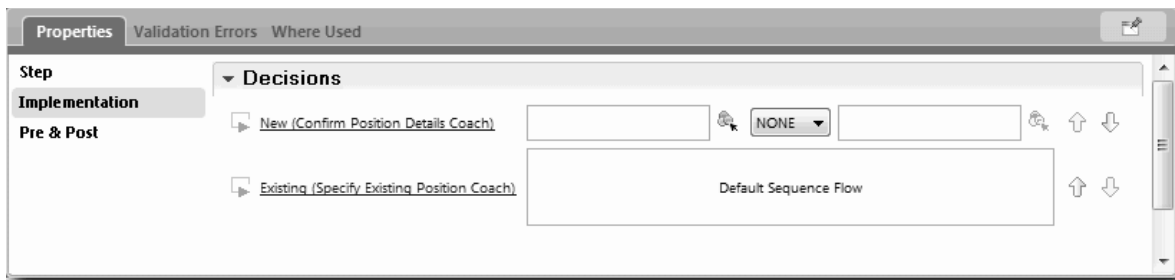 Properties Validation Errors Where Used
Step
Implementation
Pre & Post
Decisions
New (Confirm Position Details Coach) NONE
Existing (Specify Existing Position Coach) Default Sequence Flow